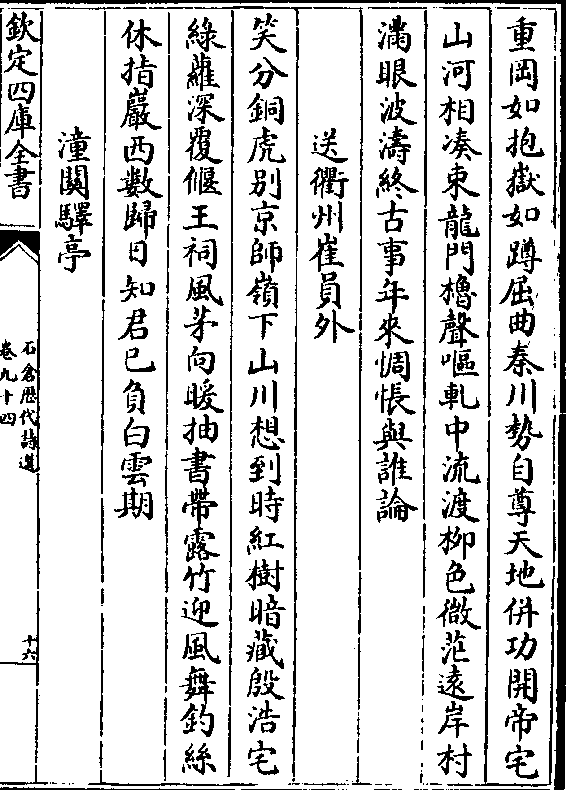 重岡如抱嶽如蹲屈曲秦川勢自尊天地併功開帝宅
山河相凑東龍門櫓聲嘔軋中流渡柳色微茫遠岸村
滿眼波濤終古事年來惆悵與誰論
送衢州崔員外
笑分銅虎別京師嶺下山川想到時紅樹暗藏殷浩宅
綠蘿深覆偃王祠風茅向暖抽書帶露竹迎風舞釣絲
休指巖西數歸日知君已負白雲期
潼關驛亭
欽定四庫全書
石倉歴代詩選
卷九十四
十六